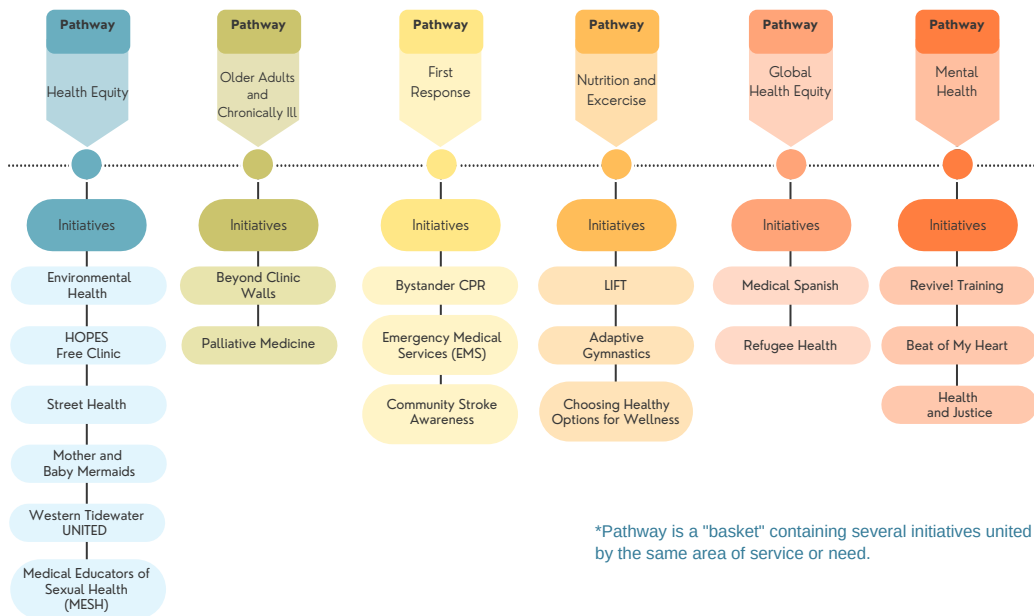 Pathway
Health Equity
Initiatives
Environmental
Health
HOPES
Free Clinic
Street Health
Mother and
Baby Mermaids
Western Tidewater
UNITED
Medical Educators of
Sexual Health
(MESH)
Pathway
Older Adults
and
Chronically Ill
Initiatives
Beyond Clinic
Walls
Palliative Medicine
Pathway
First
Response
Initiatives
Bystander CPR
Emergency Medical
Services (EMS)
Community Stroke
Awareness
Pathway
Nutrition and
Excercise
Initiatives
LIFT
Adaptive
Gymnastics
Choosing Healthy
Options for Wellness
Pathway
Global
Health Equity
Initiatives
Medical Spanish
Refugee Health
Pathway
Mental
Health
Initiatives
Revive! Training
Beat of My Heart
Health
and Justice
*Pathway is a "basket" containing several initiatives united
by the same area of service or need.